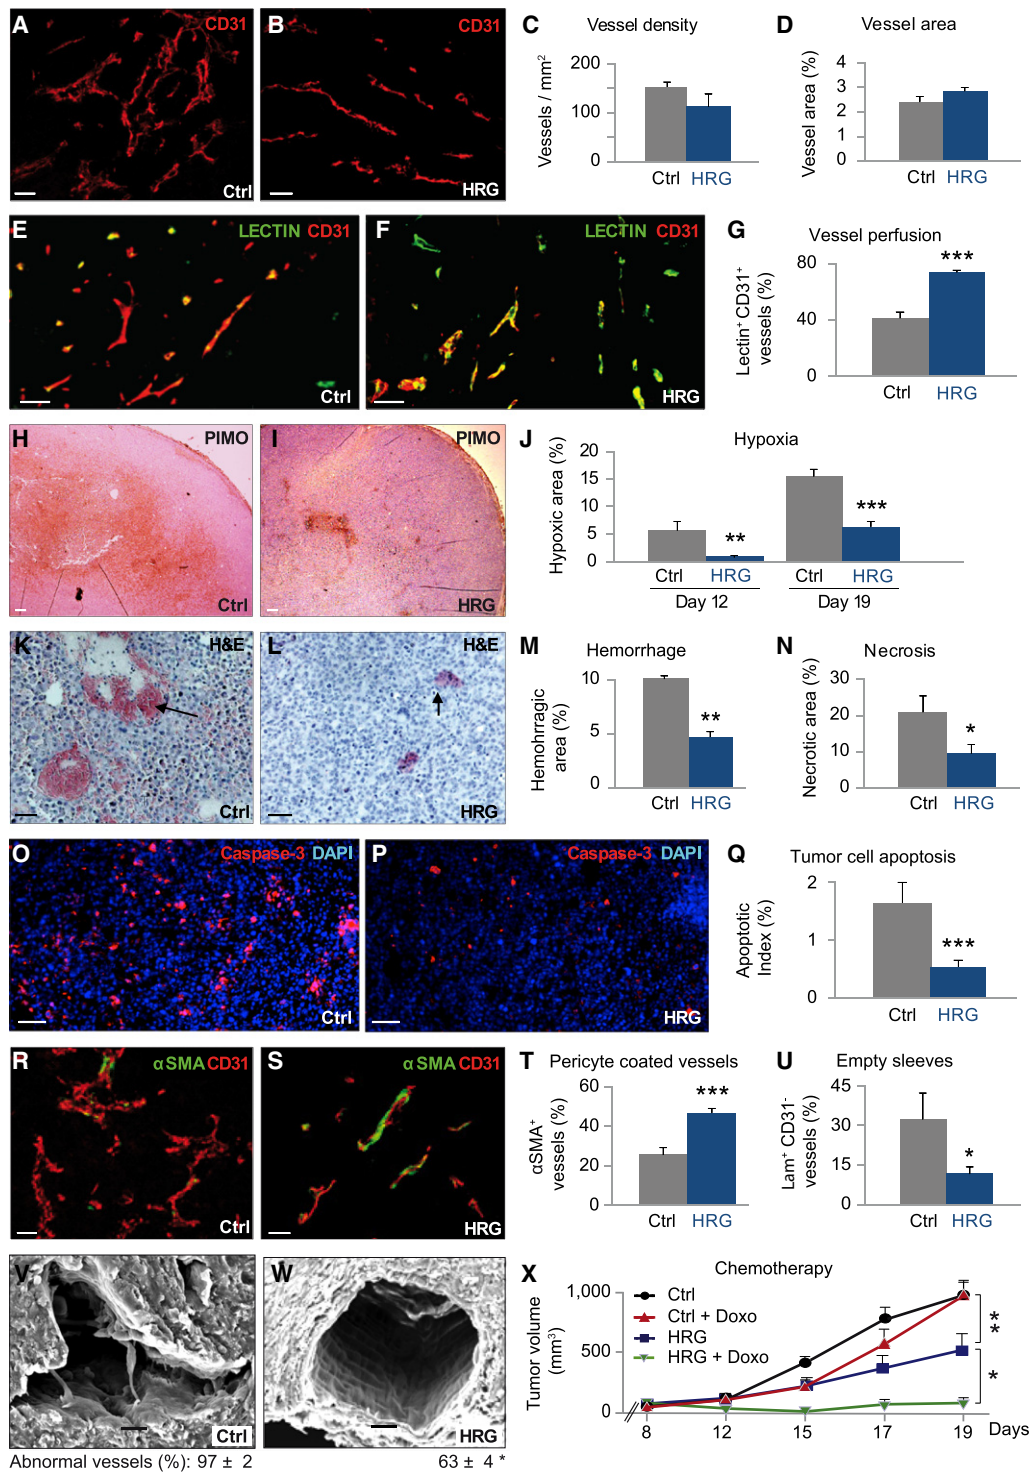 A CD31 Ctrl
B CD31 HRG
C Vessel density
Vessels / mm²
200
100
0
Ctrl HRG
D Vessel area
Vessel area (%)
4
3
2
1
0
Ctrl HRG
E LECTIN CD31 Ctrl
F LECTIN CD31 HRG
G Vessel perfusion
Lectin⁺ CD31⁺
vessels (%)
80
40
0
***
Ctrl HRG
H PIMO Ctrl
I PIMO HRG
J Hypoxia
Hypoxic area (%)
20
15
10
5
0
** ***
Ctrl HRG Ctrl HRG
Day 12 Day 19
K H&E Ctrl
L H&E HRG
M Hemorrhage
Hemohrragic
area (%)
10
5
0
**
Ctrl HRG
N Necrosis
Necrotic area (%)
30
20
10
0
*
Ctrl HRG
O Caspase-3 DAPI Ctrl
P Caspase-3 DAPI HRG
Q Tumor cell apoptosis
Apoptotic
Index (%)
2
1
0
***
Ctrl HRG
R αSMA CD31 Ctrl
S αSMA CD31 HRG
T Pericyte coated vessels
αSMA⁺
vessels (%)
60
40
20
0
***
Ctrl HRG
U Empty sleeves
Lam⁺ CD31⁻
vessels (%)
45
30
15
0
*
Ctrl HRG
V Ctrl
W HRG
Abnormal vessels (%): 97 ± 2
63 ± 4 *
X Chemotherapy
Tumor volume
(mm³)
1,000
500
0
Ctrl
Ctrl + Doxo
HRG
HRG + Doxo
**
*
8 12 15 17 19 Days